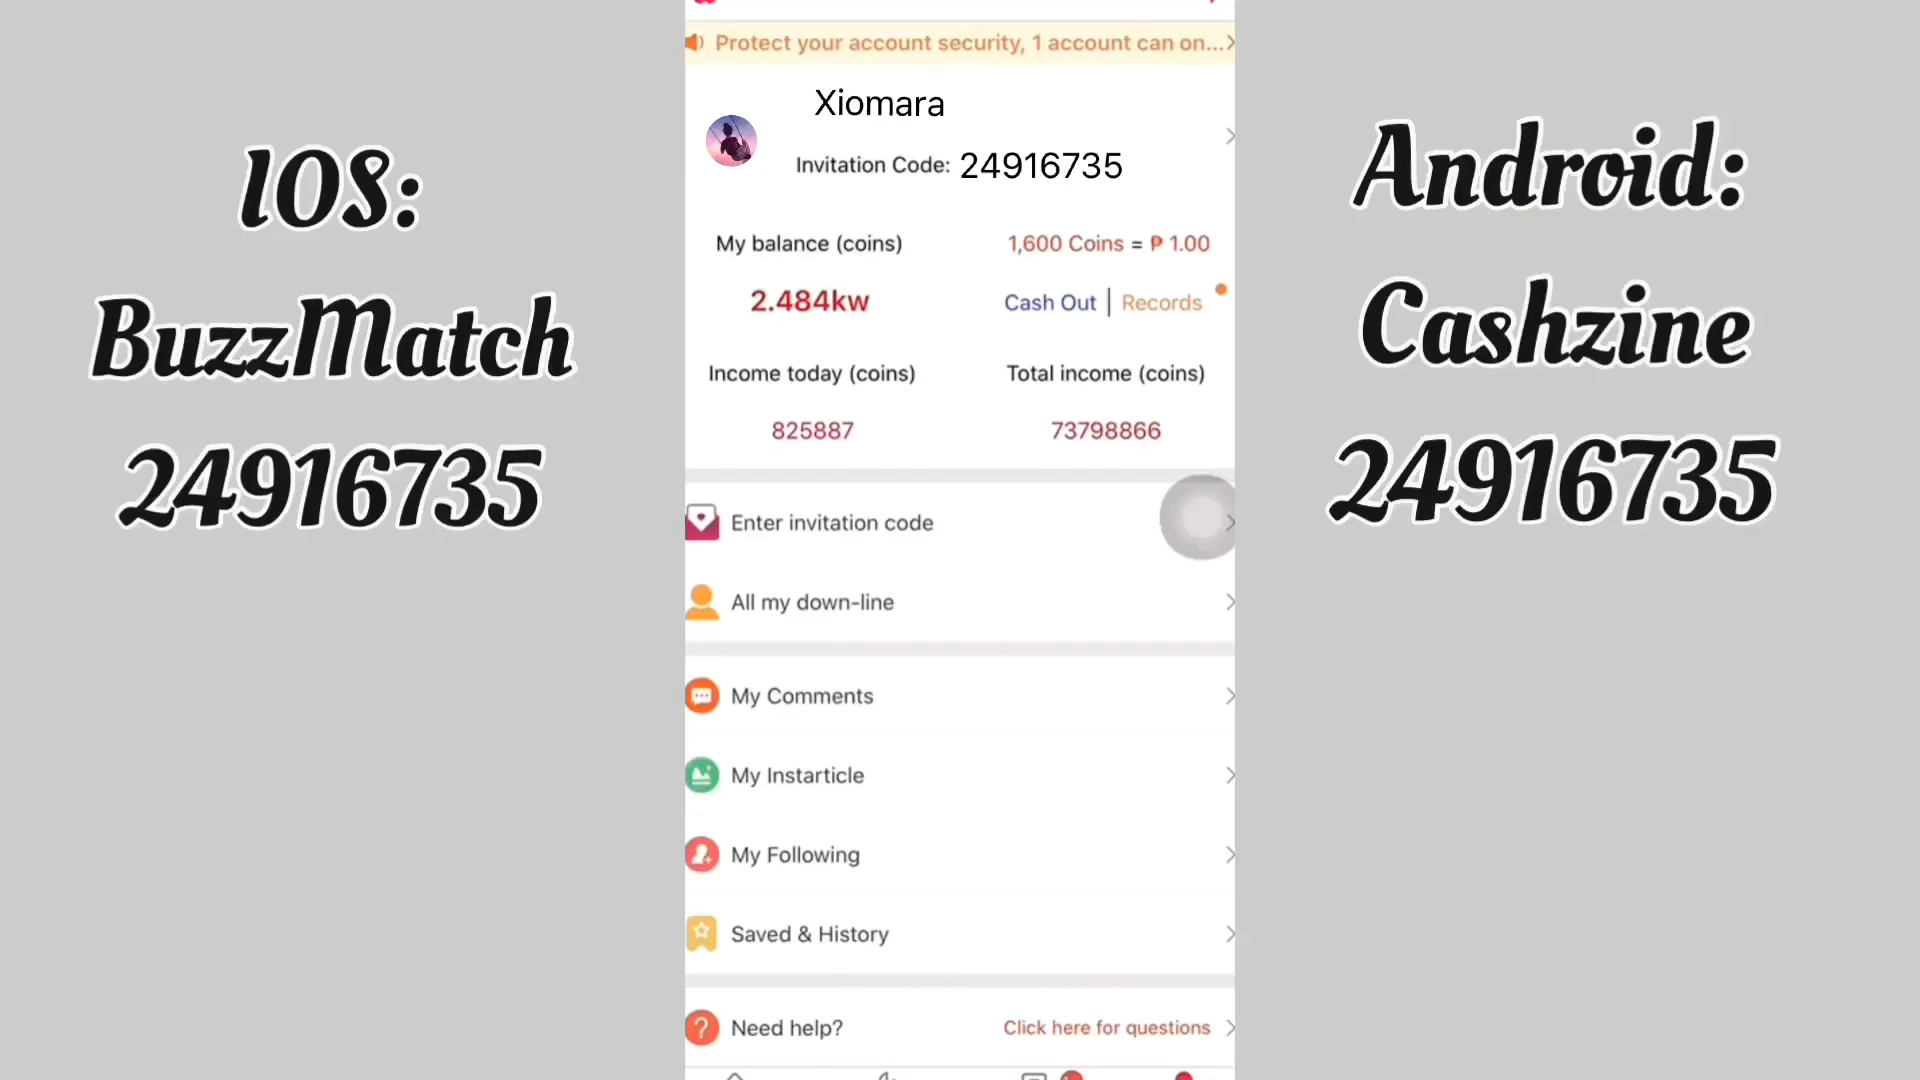 IOS:
BuzzMatch
24916735
Protect your account security, 1 account can on...
Xiomara
Invitation Code: 24916735
My balance (coins)
1,600 Coins = ₱ 1.00
2.484kw
Cash Out | Records
Income today (coins)
Total income (coins)
825887
73798866
Enter invitation code
All my down-line
My Comments
My Instarticle
My Following
Saved & History
Need help?
Click here for questions
Android:
Cashzine
24916735